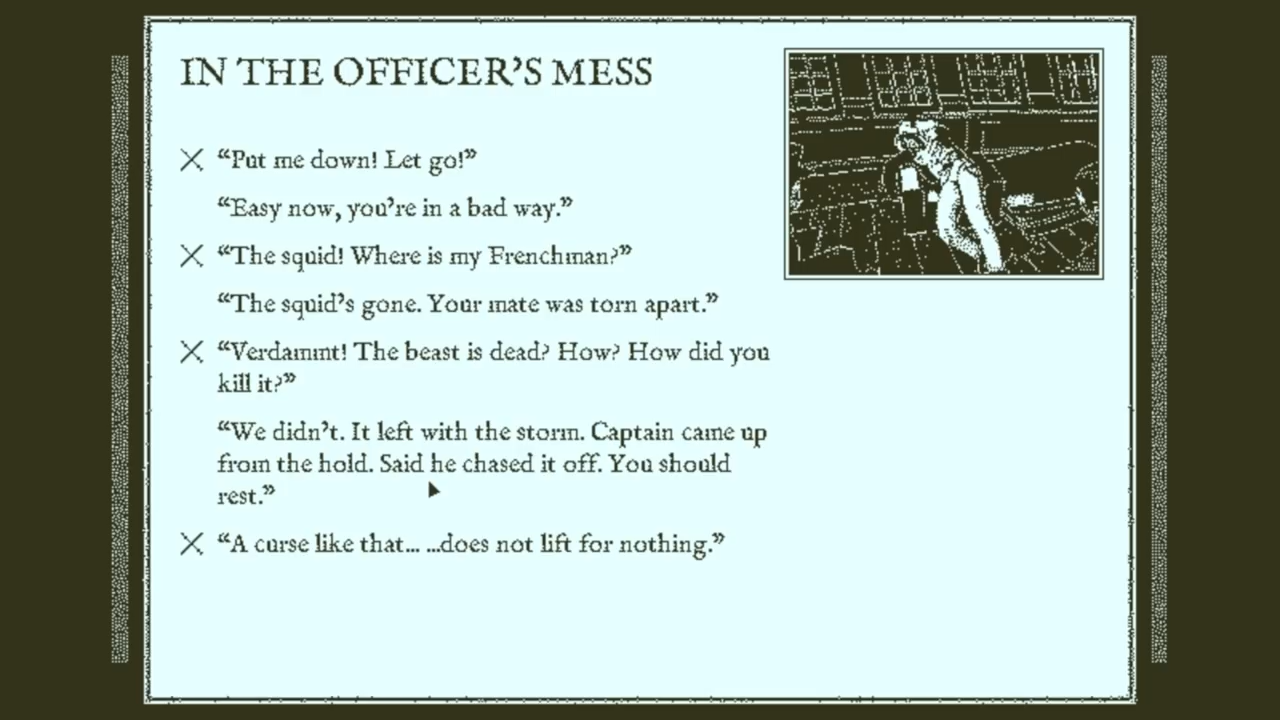 IN THE OFFICER'S MESS
“Put me down! Let go!”
“Easy now, you're in a bad way.”
“The squid! Where is my Frenchman?”
“The squid's gone. Your mate was torn apart.”
“Verdammt! The beast is dead? How? How did you
kill it?”
“We didn't. It left with the storm. Captain came up
from the hold. Said he chased it off. You should
rest.”
“A curse like that... ...does not lift for nothing.”